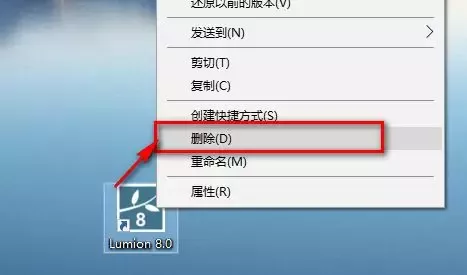 还原以前的版本(V)
发送到(N)
剪切(T)
复制(C)
创建快捷方式(S)
删除(D)
重命名(M)
属性(R)
8
Lumion 8.0